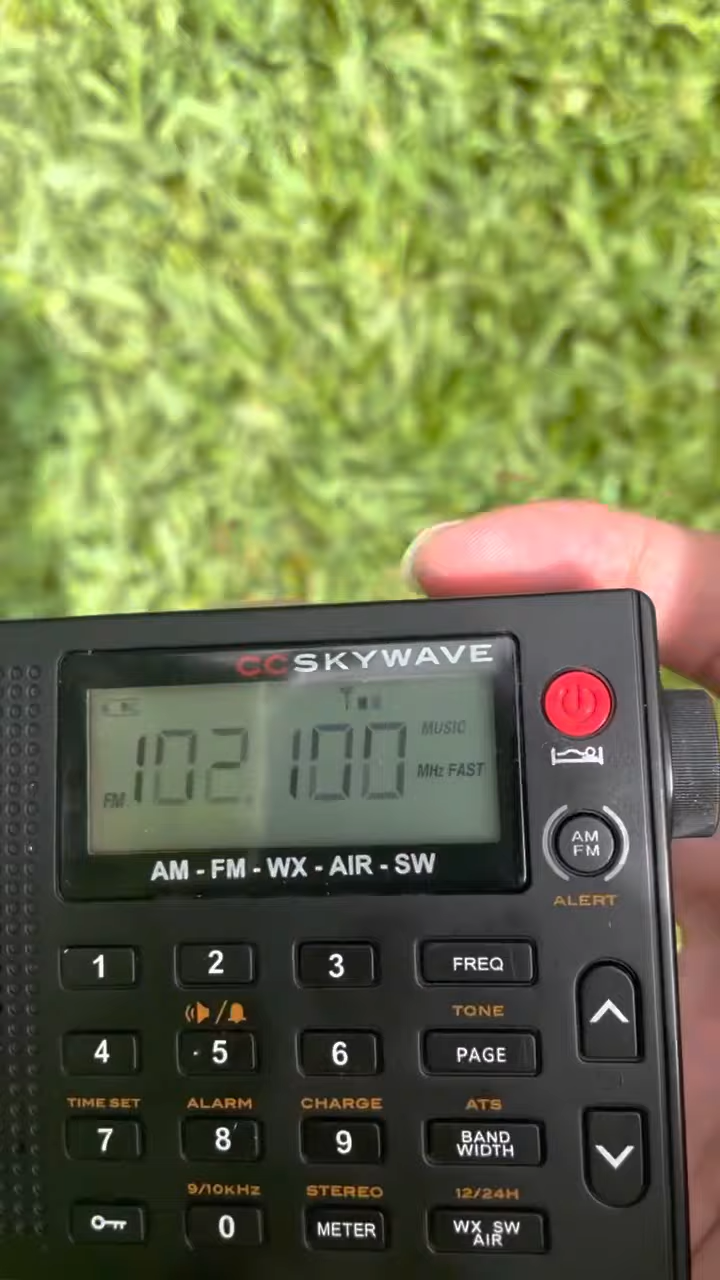 CCSKYWAVE
MUSIC
FM 102.100 MHz FAST
AM - FM - WX - AIR - SW
AM
FM
ALERT
1 2 3 FREQ
TONE
4 5 6 PAGE
TIME SET ALARM CHARGE ATS
7 8 9 BAND
WIDTH
9/10KHZ STEREO 12/24H
0 METER WX SW
AIR